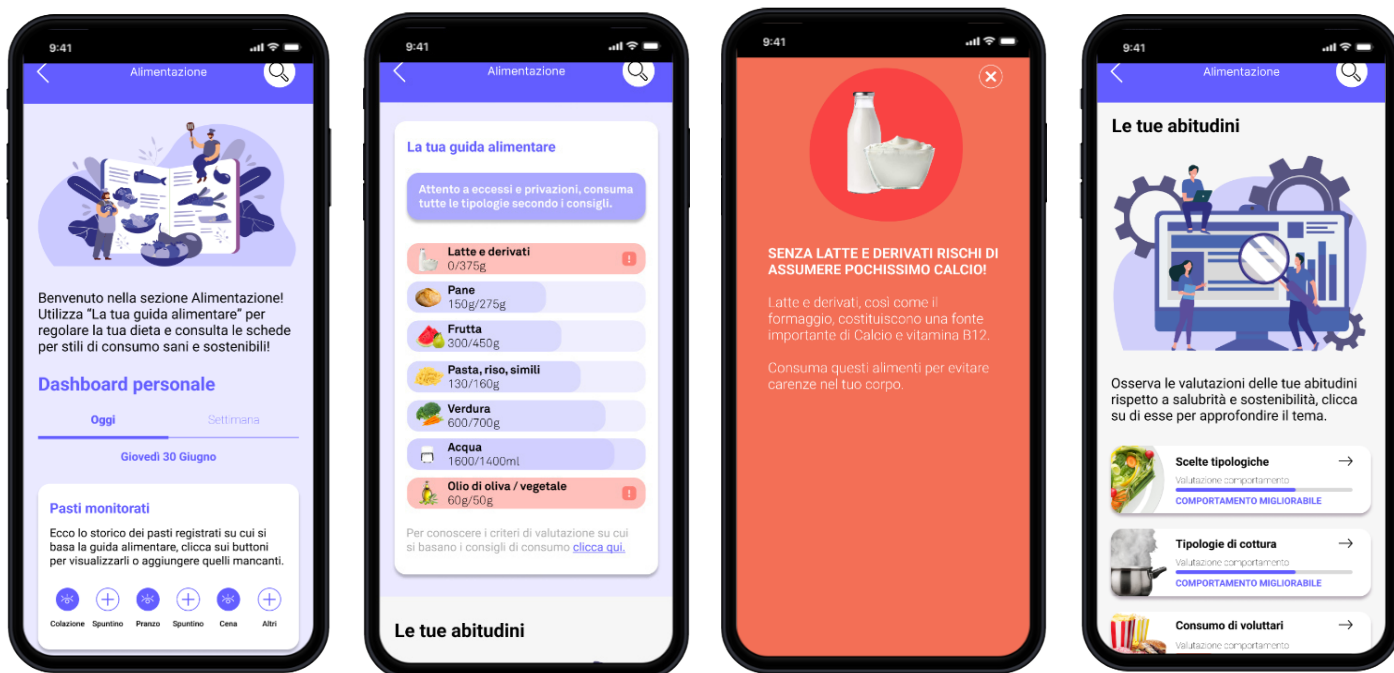 9:41
Alimentazione
Benvenuto nella sezione Alimentazione!
Utilizza "La tua guida alimentare" per
regolare la tua dieta e consulta le schede
per stili di consumo sani e sostenibili!
Dashboard personale
Oggi
Settimana
Giovedì 30 Giugno
Pasti monitorati
Ecco lo storico dei pasti registrati su cui si
basa la guida alimentare, clicca sui buttoni
per visualizzarli o aggiungere quelli mancanti.
Colazione
Spuntino
Pranzo
Spuntino
Cena
Altri
9:41
Alimentazione
La tua guida alimentare
Attento a eccessi e privazioni, consuma
tutte le tipologie secondo i consigli.
Latte e derivati
0/375g
Pane
150g/275g
Frutta
300/450g
Pasta, riso, simili
130/160g
Verdura
600/700g
Acqua
1600/1400ml
Olio di oliva / vegetale
60g/50g
Per conoscere i criteri di valutazione su cui
si basano i consigli di consumo clicca qui.
Le tue abitudini
9:41
SENZA LATTE E DERIVATI RISCHI DI
ASSUMERE POCHISSIMO CALCIO!
Latte e derivati, così come il
formaggio, costituiscono una fonte
importante di Calcio e vitamina B12.
Consuma questi alimenti per evitare
carenze nel tuo corpo.
9:41
Alimentazione
Le tue abitudini
Osserva le valutazioni delle tue abitudini
rispetto a salubrità e sostenibilità, clicca
su di esse per approfondire il tema.
Scelte tipologiche
Valutazione comportamento
COMPORTAMENTO MIGLIORABILE
Tipologie di cottura
Valutazione comportamento
COMPORTAMENTO MIGLIORABILE
Consumo di voluttari
Valutazione comportamento